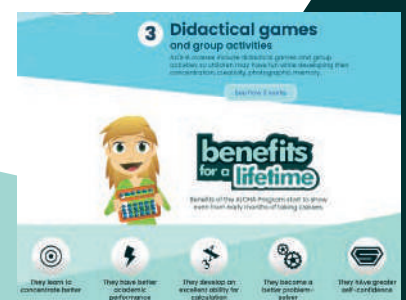 3
Didactical games
and group activities
ALOHA classes include didactical games and group
activities so children may have fun while developing their
concentration, creativity, photographic memory.
See how it works
benefits
for a lifetime
Benefits of the ALOHA Program start to show
even from early months of taking classes.
They learn to
concentrate better
They have better
academic
performance
They develop an
excellent ability for
calculation
They become a
better problem-
solver
They have greater
self-confidence